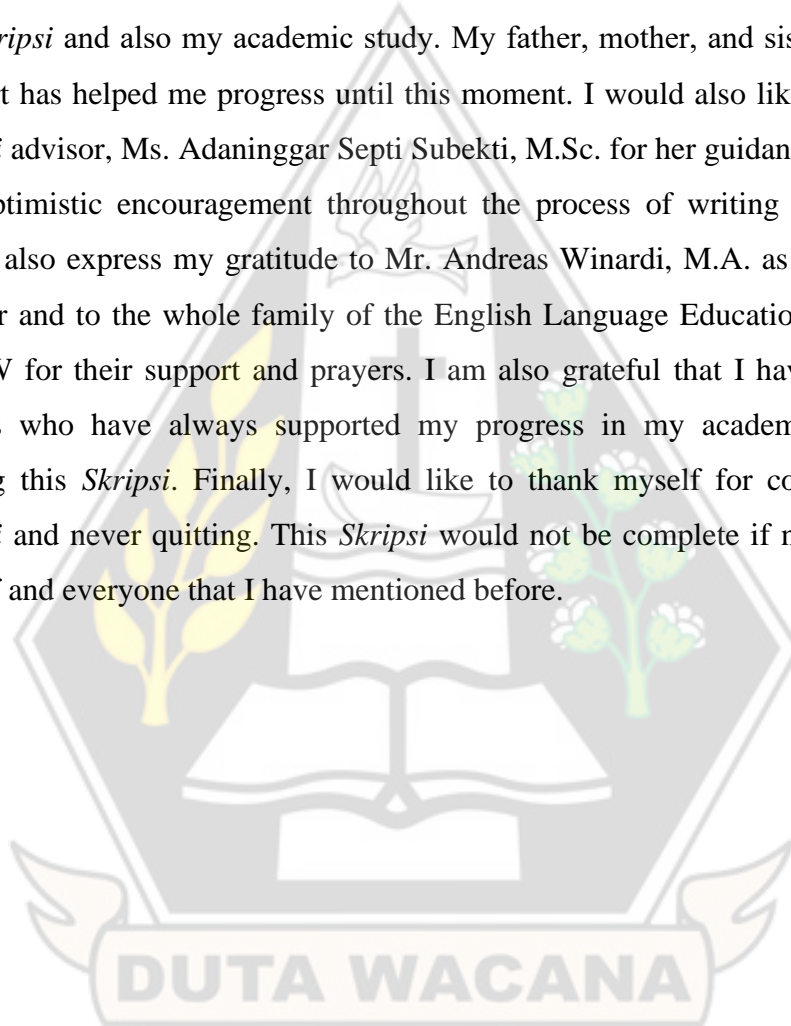 ripsi and also my academic study. My father, mother, and sis
t has helped me progress until this moment. I would also lik
advisor, Ms. Adaninggar Septi Subekti, M.Sc. for her guidan
ptimistic encouragement throughout the process of writing
also express my gratitude to Mr. Andreas Winardi, M.A. as
r and to the whole family of the English Language Educatio
W for their support and prayers. I am also grateful that I hav
s who have always supported my progress in my academ
g this Skripsi. Finally, I would like to thank myself for co
and never quitting. This Skripsi would not be complete if n
f and everyone that I have mentioned before.
DUTA WACANA